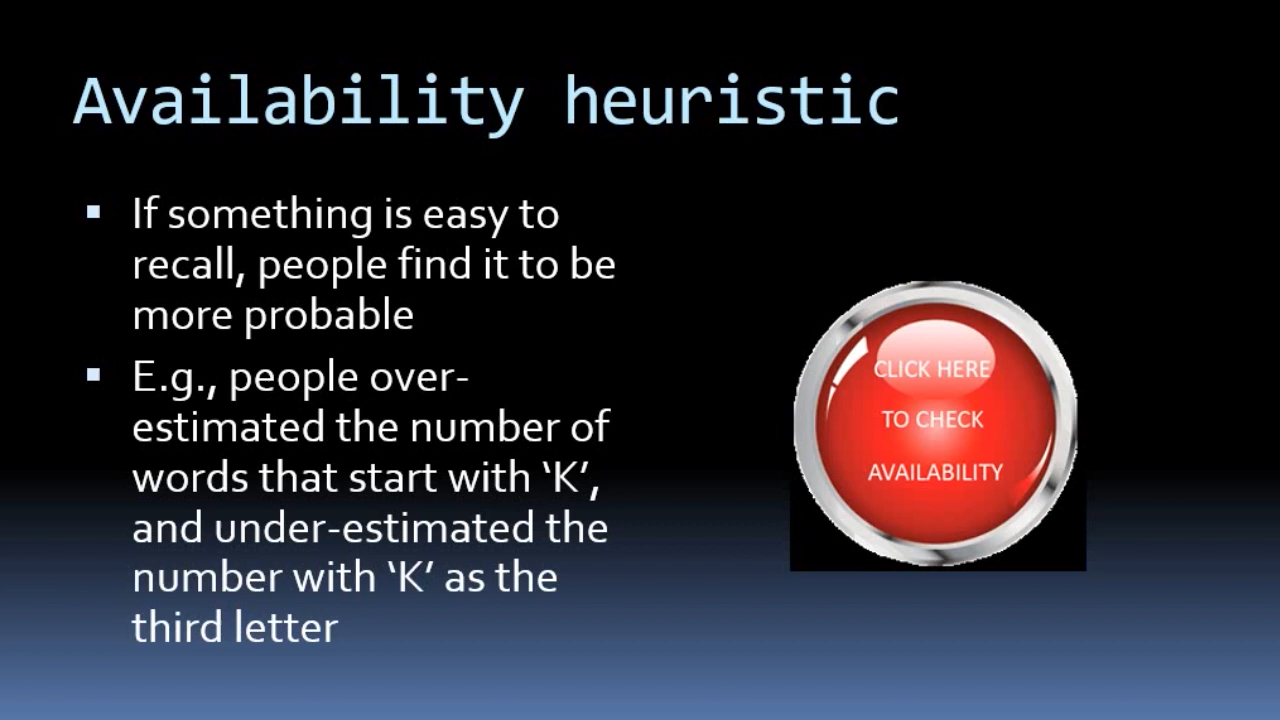 Availability heuristic
▪ If something is easy to
recall, people find it to be
more probable
▪ E.g., people over-
estimated the number of
words that start with ‘K’,
and under-estimated the
number with ‘K’ as the
third letter
CLICK HERE
TO CHECK
AVAILABILITY